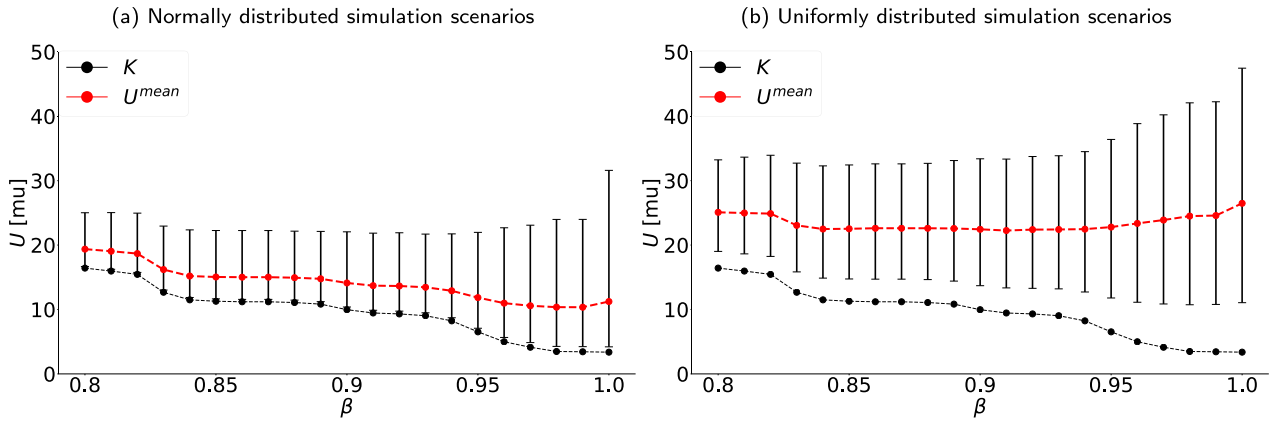 (a) Normally distributed simulation scenarios
50
40
30
20
10
0
U [mu]
K
U^mean
0.8 0.85 0.9 0.95 1.0
β
(b) Uniformly distributed simulation scenarios
50
40
30
20
10
0
U [mu]
K
U^mean
0.8 0.85 0.9 0.95 1.0
β